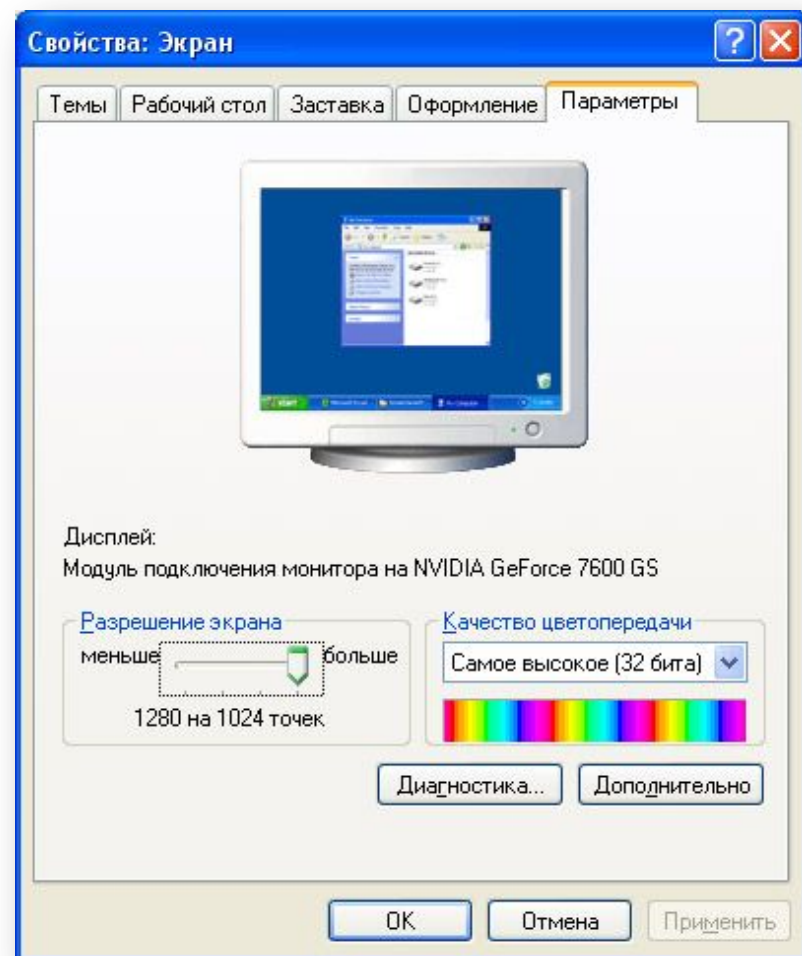 Свойства: Экран
Темы Рабочий стол Заставка Оформление Параметры
start
Дисплей:
Модуль подключения монитора на NVIDIA GeForce 7600 GS
Разрешение экрана
меньше больше
1280 на 1024 точек
Качество цветопередачи
Самое высокое (32 бита)
Диагностика... Дополнительно
OK Отмена Применить